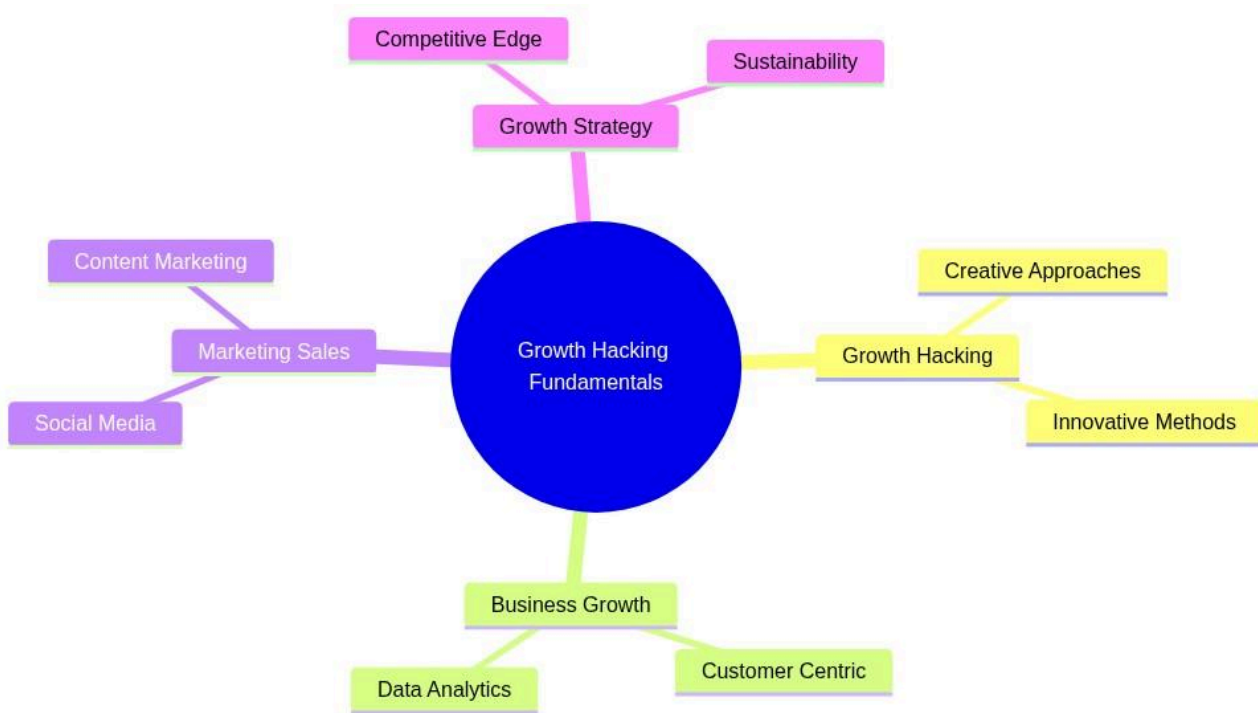 Competitive Edge
Sustainability
Growth Strategy
Content Marketing
Marketing Sales
Social Media
Growth Hacking
Fundamentals
Creative Approaches
Growth Hacking
Innovative Methods
Business Growth
Data Analytics
Customer Centric